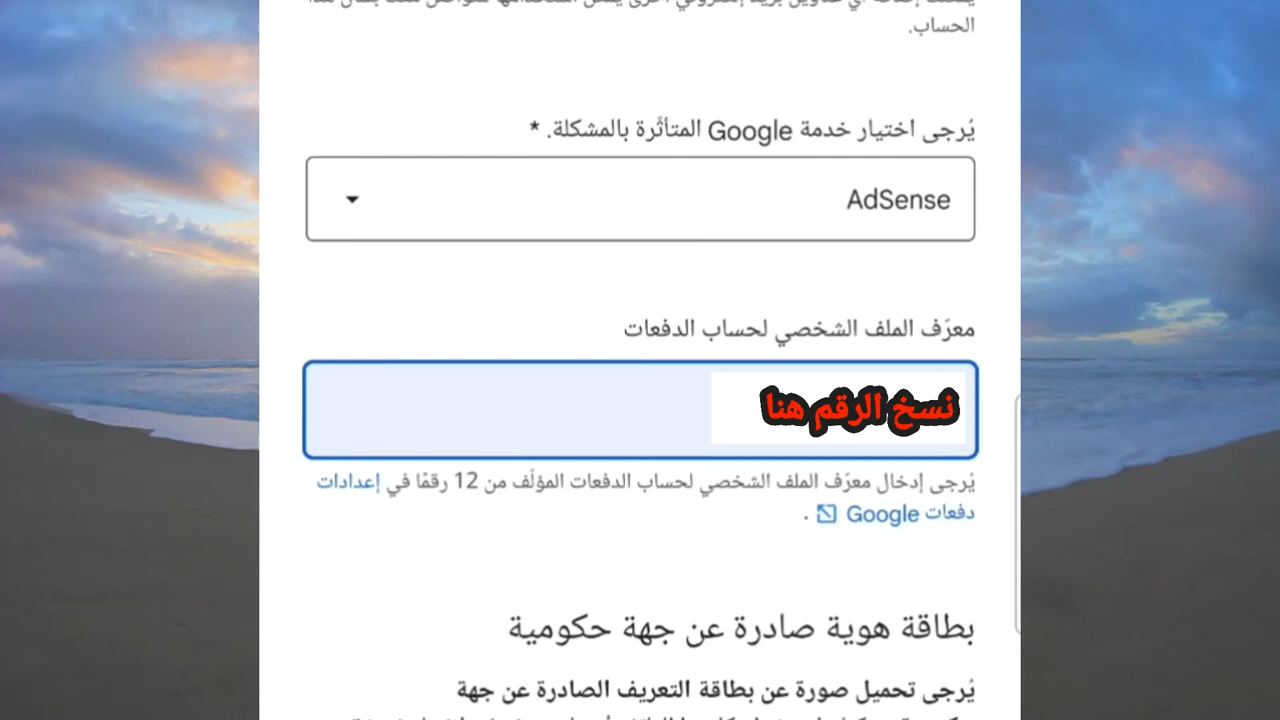 الحساب.
يُرجى اختيار خدمة Google المتأثّرة بالمشكلة. *
AdSense
معرّف الملف الشخصي لحساب الدفعات
نسخ الرقم هنا
يُرجى إدخال معرّف الملف الشخصي لحساب الدفعات المؤلّف من 12 رقمًا في إعدادات
دفعات Google .
بطاقة هوية صادرة عن جهة حكومية
يُرجى تحميل صورة عن بطاقة التعريف الصادرة عن جهة